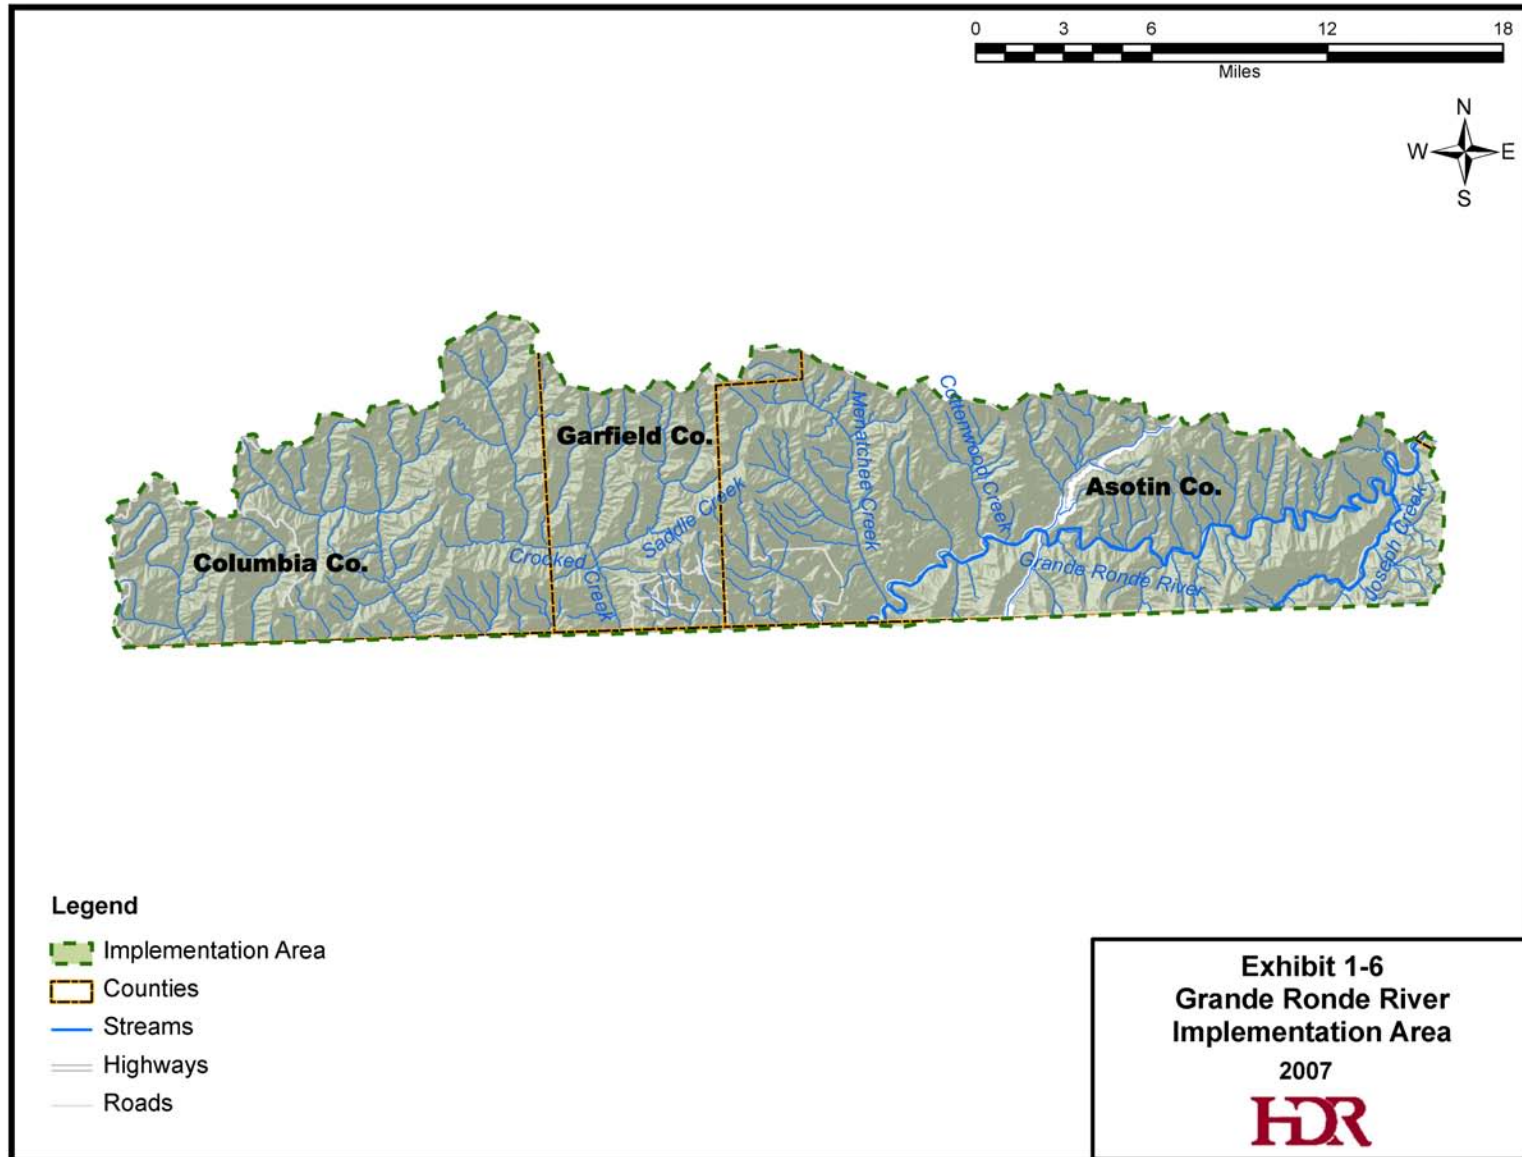 0 3 6 12 18
Miles
N
W E
S
Cottonwood Creek
Menatchee Creek
Garfield Co.
Asotin Co.
Saddle Creek
Crooked Creek
Columbia Co.
Grande Ronde River
Joseph Creek
Legend
Implementation Area
Counties
Streams
Highways
Roads
Exhibit 1-6
Grande Ronde River
Implementation Area
2007
HDR